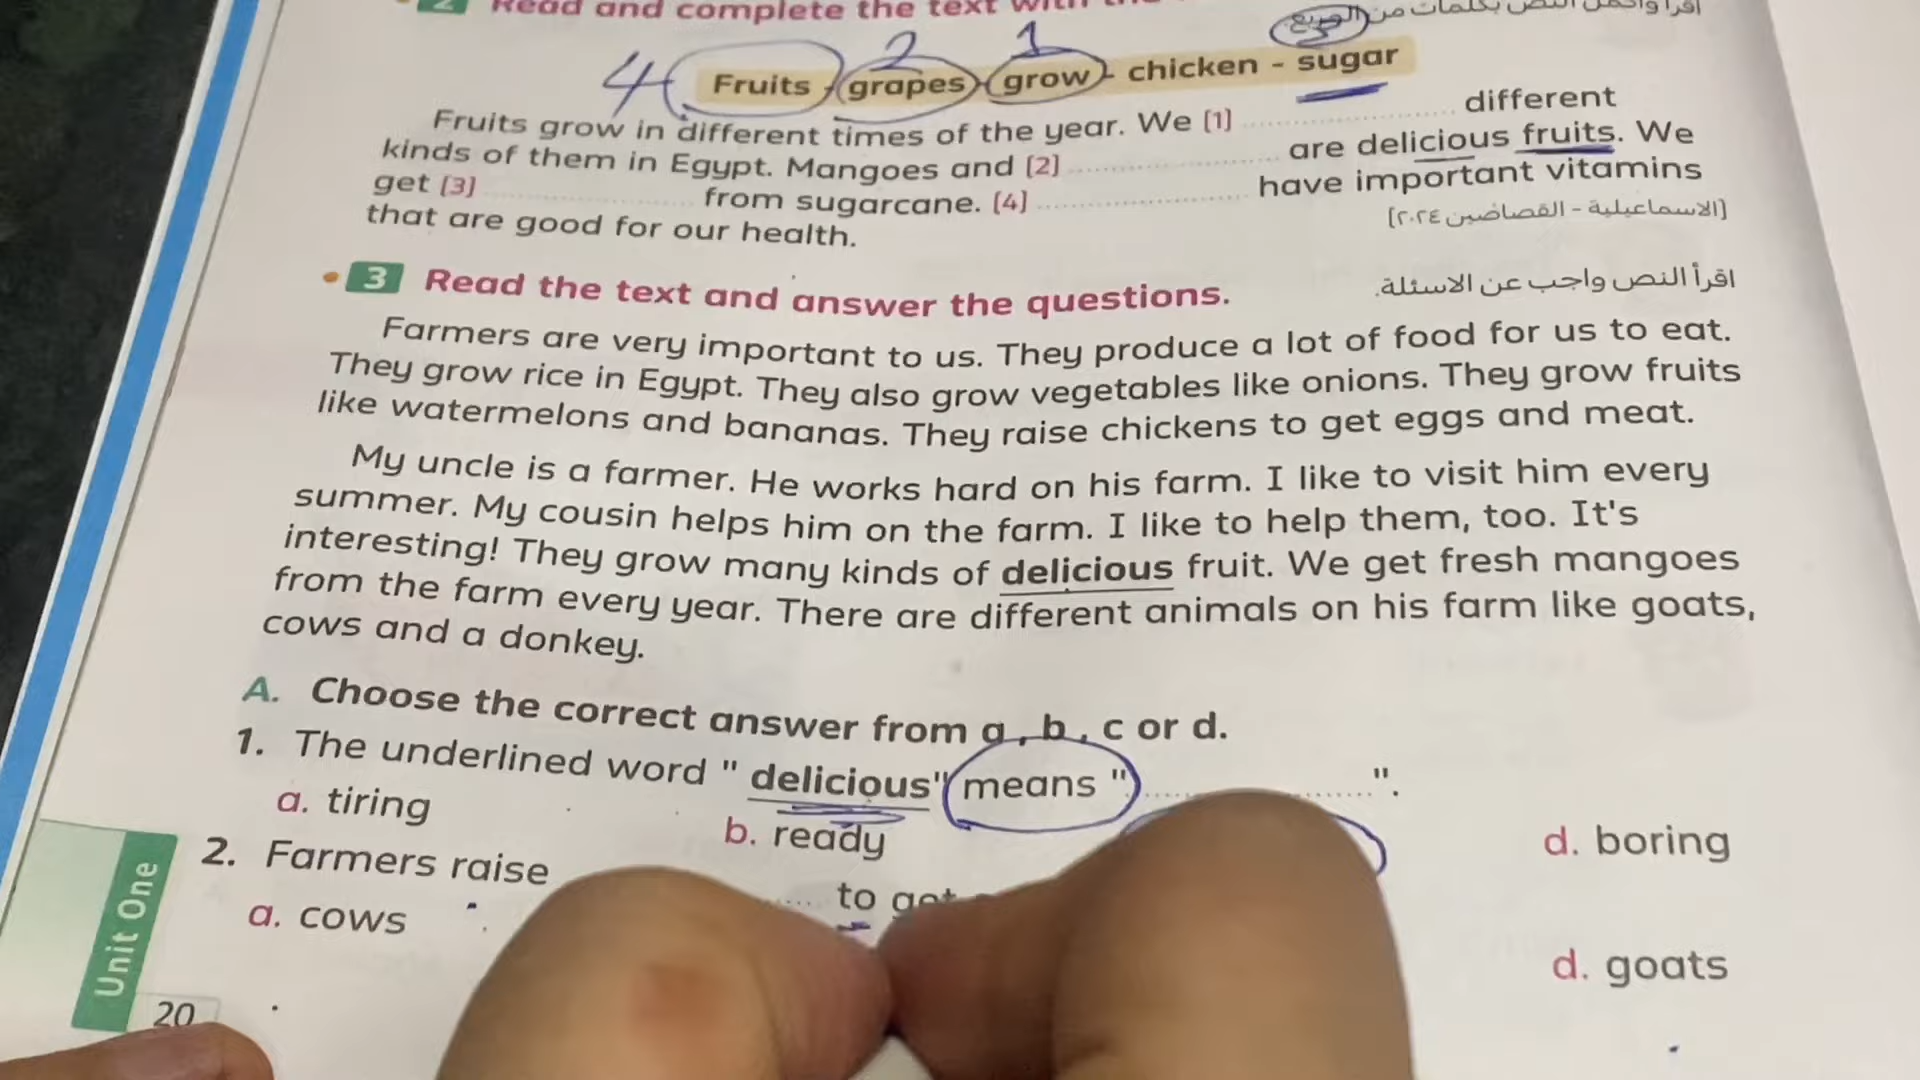 2 Read and complete the text with the
اقرأ وأكمل النص بكلمات من المربع
4 2 1
Fruits - grapes - grow - chicken - sugar
Fruits grow in different times of the year. We (1) .................... different
kinds of them in Egypt. Mangoes and (2) .................... are delicious fruits. We
get (3) .................... from sugarcane. (4) .................... have important vitamins
that are good for our health.
[الاسماعيلية - القصاصين ٢٠٢٤]
3 Read the text and answer the questions.
اقرأ النص واجب عن الاسئلة.
Farmers are very important to us. They produce a lot of food for us to eat.
They grow rice in Egypt. They also grow vegetables like onions. They grow fruits
like watermelons and bananas. They raise chickens to get eggs and meat.
My uncle is a farmer. He works hard on his farm. I like to visit him every
summer. My cousin helps him on the farm. I like to help them, too. It's
interesting! They grow many kinds of delicious fruit. We get fresh mangoes
from the farm every year. There are different animals on his farm like goats,
cows and a donkey.
A. Choose the correct answer from a , b , c or d.
1. The underlined word " delicious" means " .................... ".
a. tiring b. ready d. boring
2. Farmers raise .... to get
a. cows d. goats
Unit One
20